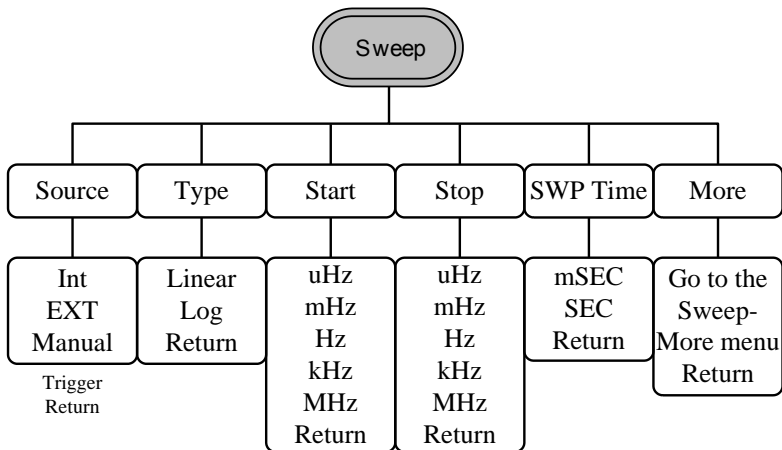 Sweep
Source
Type
Start
Stop
SWP Time
More
Int
EXT
Manual
Trigger
Return
Linear
Log
Return
uHz
mHz
Hz
kHz
MHz
Return
uHz
mHz
Hz
kHz
MHz
Return
mSEC
SEC
Return
Go to the
Sweep-
More menu
Return